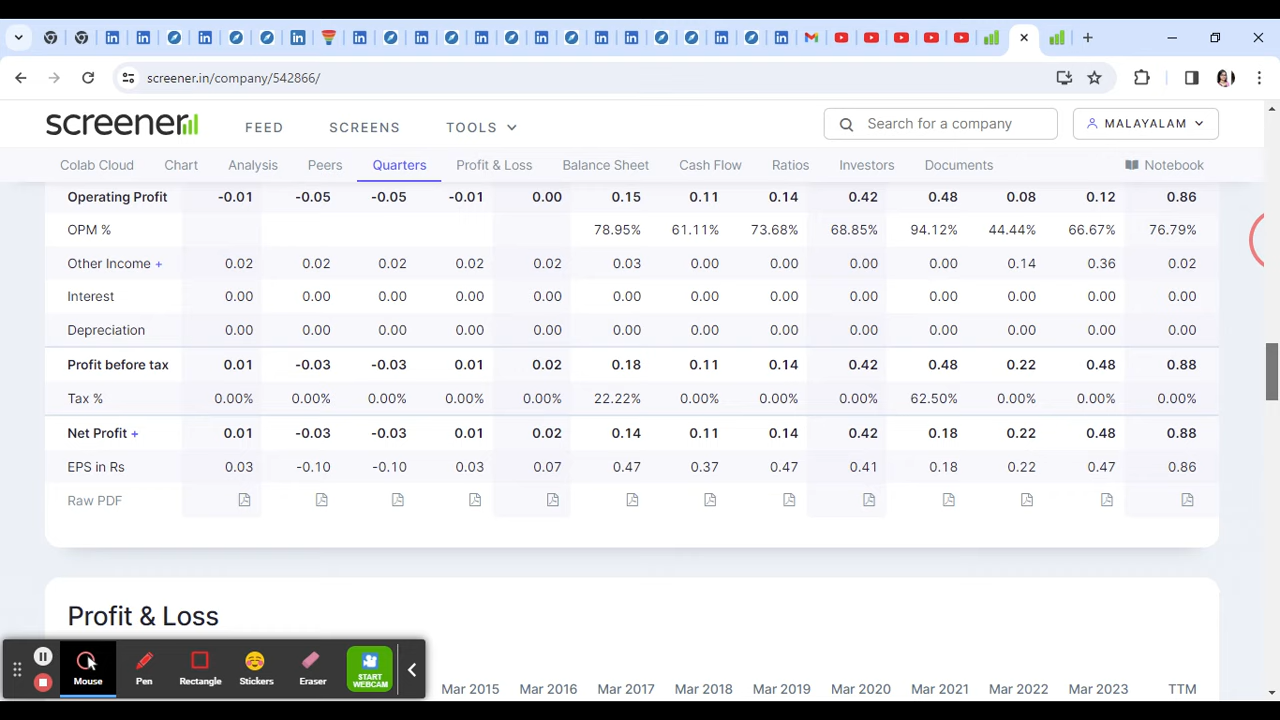 screener.in/company/542866/
screener
FEED
SCREENS
TOOLS
Search for a company
MALAYALAM
Colab Cloud Chart Analysis Peers Quarters Profit & Loss Balance Sheet Cash Flow Ratios Investors Documents Notebook
Operating Profit -0.01 -0.05 -0.05 -0.01 0.00 0.15 0.11 0.14 0.42 0.48 0.08 0.12 0.86
OPM % 78.95% 61.11% 73.68% 68.85% 94.12% 44.44% 66.67% 76.79%
Other Income + 0.02 0.02 0.02 0.02 0.02 0.03 0.00 0.00 0.00 0.00 0.14 0.36 0.02
Interest 0.00 0.00 0.00 0.00 0.00 0.00 0.00 0.00 0.00 0.00 0.00 0.00 0.00
Depreciation 0.00 0.00 0.00 0.00 0.00 0.00 0.00 0.00 0.00 0.00 0.00 0.00 0.00
Profit before tax 0.01 -0.03 -0.03 0.01 0.02 0.18 0.11 0.14 0.42 0.48 0.22 0.48 0.88
Tax % 0.00% 0.00% 0.00% 0.00% 0.00% 22.22% 0.00% 0.00% 0.00% 62.50% 0.00% 0.00% 0.00%
Net Profit + 0.01 -0.03 -0.03 0.01 0.02 0.14 0.11 0.14 0.42 0.18 0.22 0.48 0.88
EPS in Rs 0.03 -0.10 -0.10 0.03 0.07 0.47 0.37 0.47 0.41 0.18 0.22 0.47 0.86
Raw PDF
Profit & Loss
Mar 2015 Mar 2016 Mar 2017 Mar 2018 Mar 2019 Mar 2020 Mar 2021 Mar 2022 Mar 2023 TTM
Mouse
Pen
Rectangle
Stickers
Eraser
START
WEBCAM